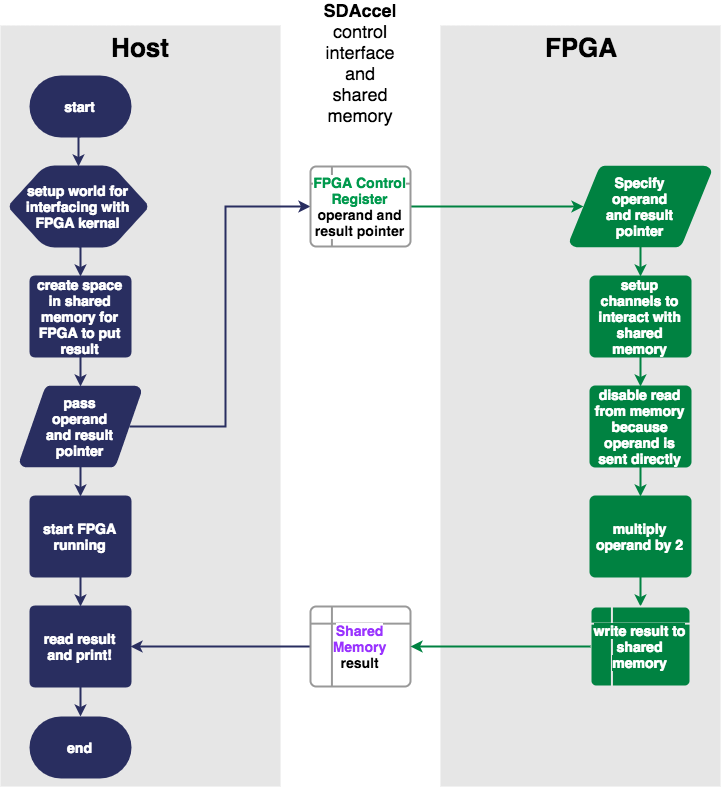 SDAccel
control
interface
and
shared
memory
Host
FPGA
start
setup world for
interfacing with
FPGA kernal
create space
in shared
memory for
FPGA to put
result
pass
operand
and result
pointer
start FPGA
running
read result
and print!
end
FPGA Control
Register
operand and
result pointer
Shared
Memory
result
Specify
operand
and result
pointer
setup
channels to
interact with
shared
memory
disable read
from memory
because
operand is
sent directly
multiply
operand by 2
write result to
shared
memory